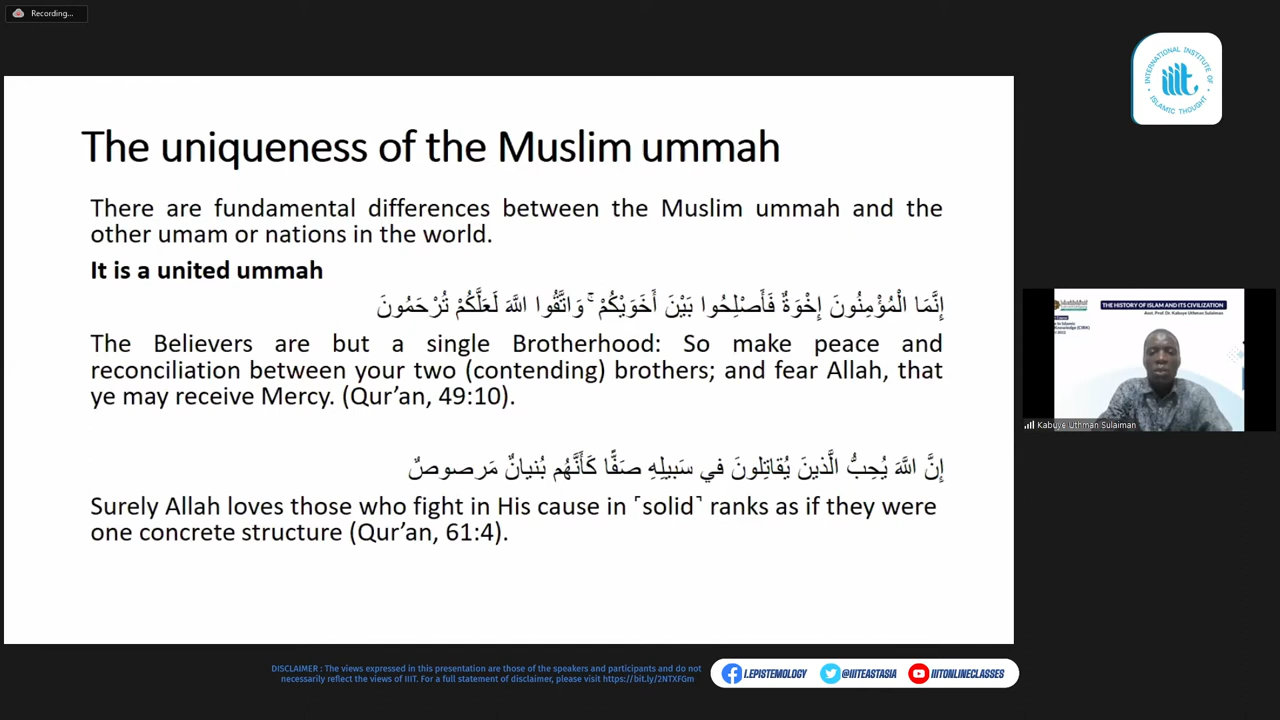 Recording...
INTERNATIONAL INSTITUTE OF ISLAMIC THOUGHT
iiit
The uniqueness of the Muslim ummah
There are fundamental differences between the Muslim ummah and the
other umam or nations in the world.
It is a united ummah
إِنَّمَا الْمُؤْمِنُونَ إِخْوَةٌ فَأَصْلِحُوا بَيْنَ أَخَوَيْكُمْ ۚ وَاتَّقُوا اللَّهَ لَعَلَّكُمْ تُرْحَمُونَ
The Believers are but a single Brotherhood: So make peace and
reconciliation between your two (contending) brothers; and fear Allah, that
ye may receive Mercy. (Qur’an, 49:10).
إِنَّ اللَّهَ يُحِبُّ الَّذينَ يُقاتِلونَ في سَبيلِهِ صَفًّا كَأَنَّهُم بُنيانٌ مَرصوصٌ
Surely Allah loves those who fight in His cause in ˹solid˺ ranks as if they were
one concrete structure (Qur’an, 61:4).
THE HISTORY OF ISLAM AND ITS CIVILIZATION
Asst. Prof. Dr. Kabuye Uthman Sulaiman
Kabuye Uthman Sulaiman
DISCLAIMER : The views expressed in this presentation are those of the speakers and participants and do not
necessarily reflect the views of IIIT. For a full statement of disclaimer, please visit https://bit.ly/2NTXFGm
I.EPISTEMOLOGY
@IIITEASTASIA
IIITONLINECLASSES